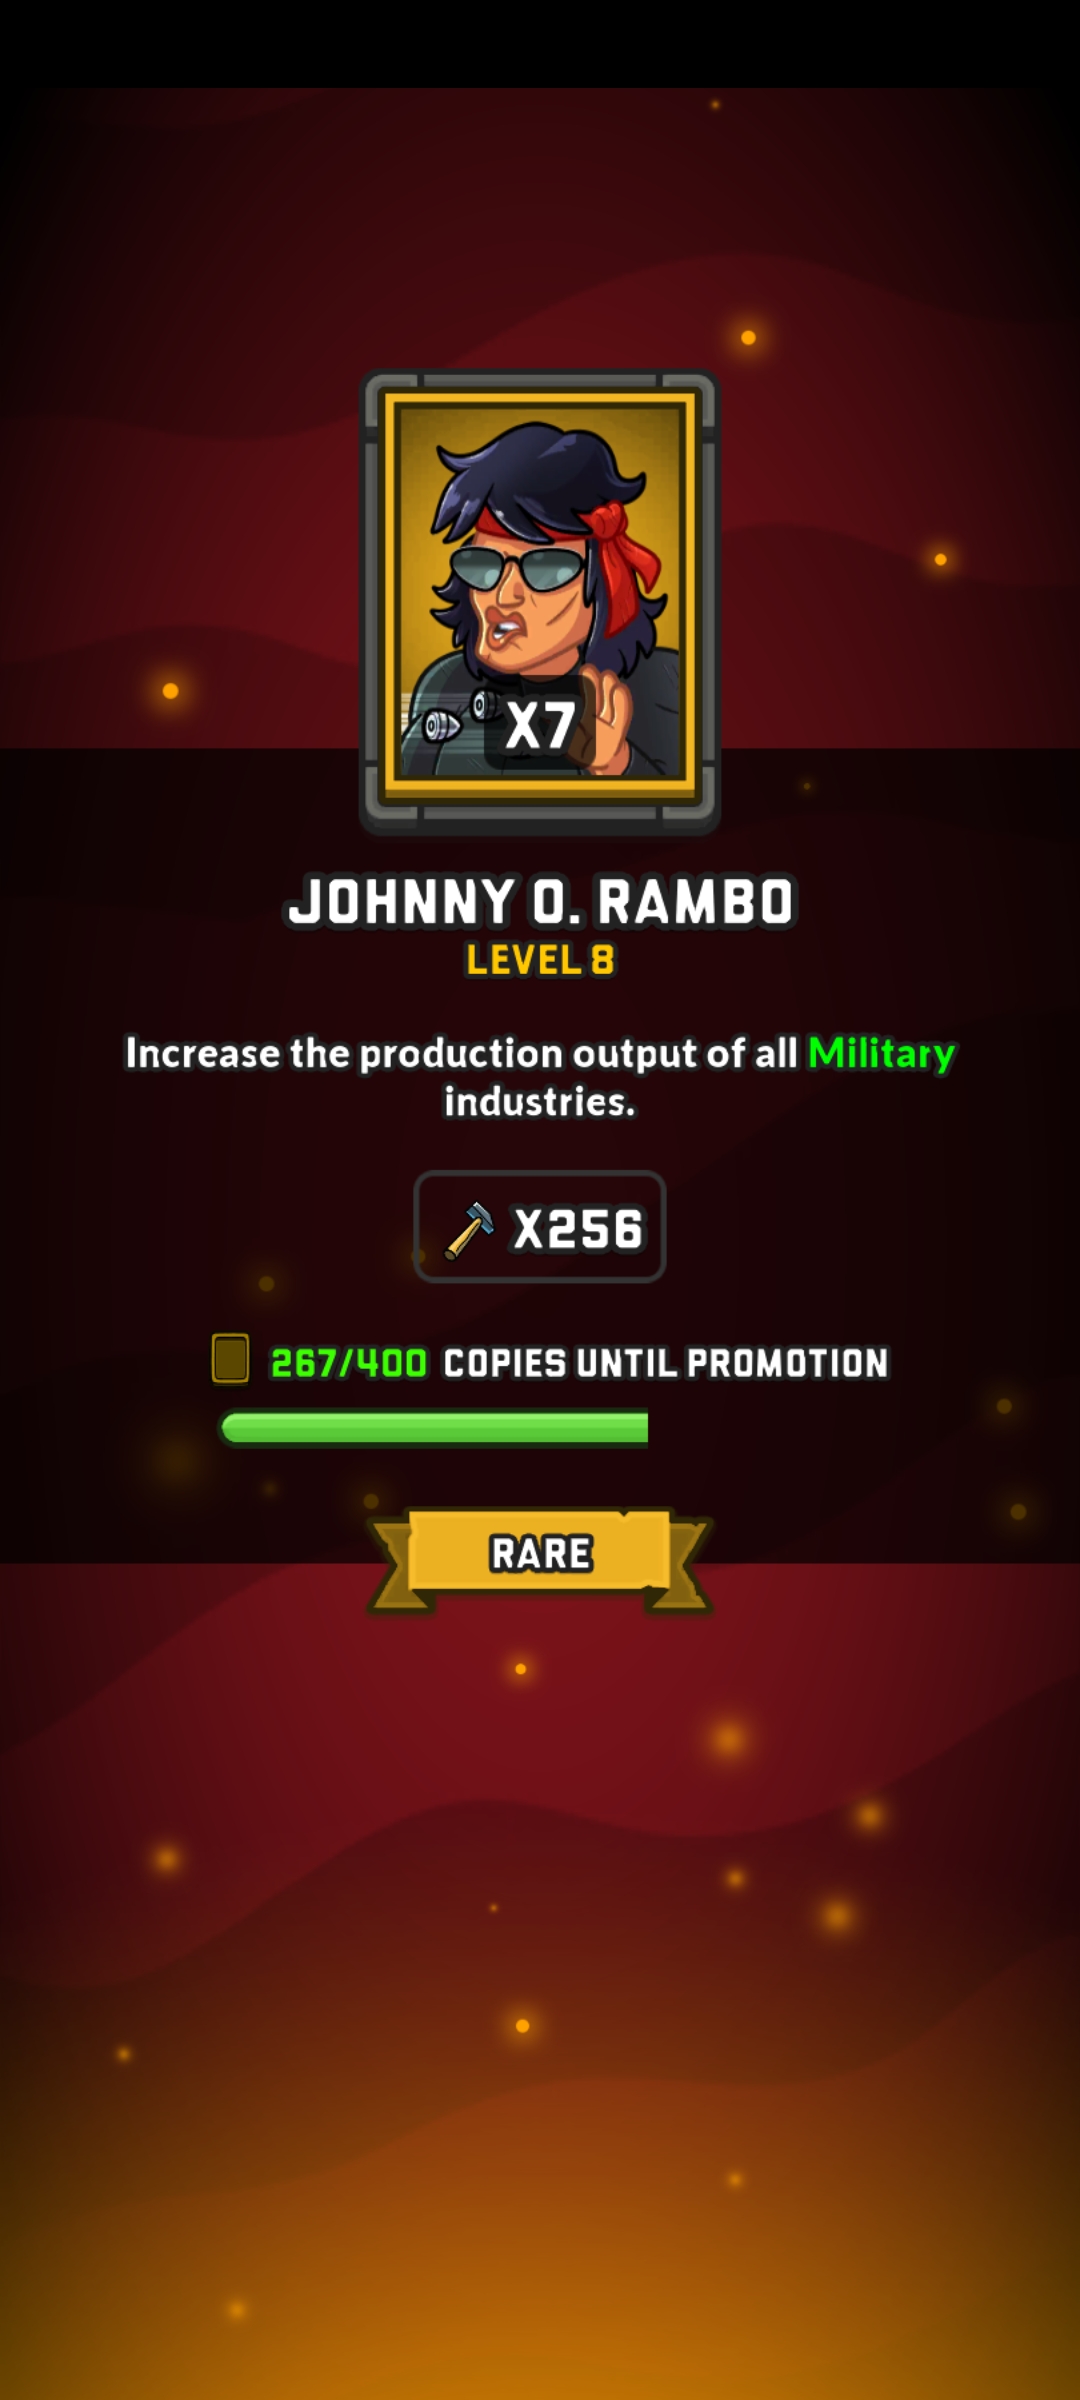 X7
JOHNNY O. RAMBO
LEVEL 8
Increase the production output of all Military
industries.
X256
267/400 COPIES UNTIL PROMOTION
RARE